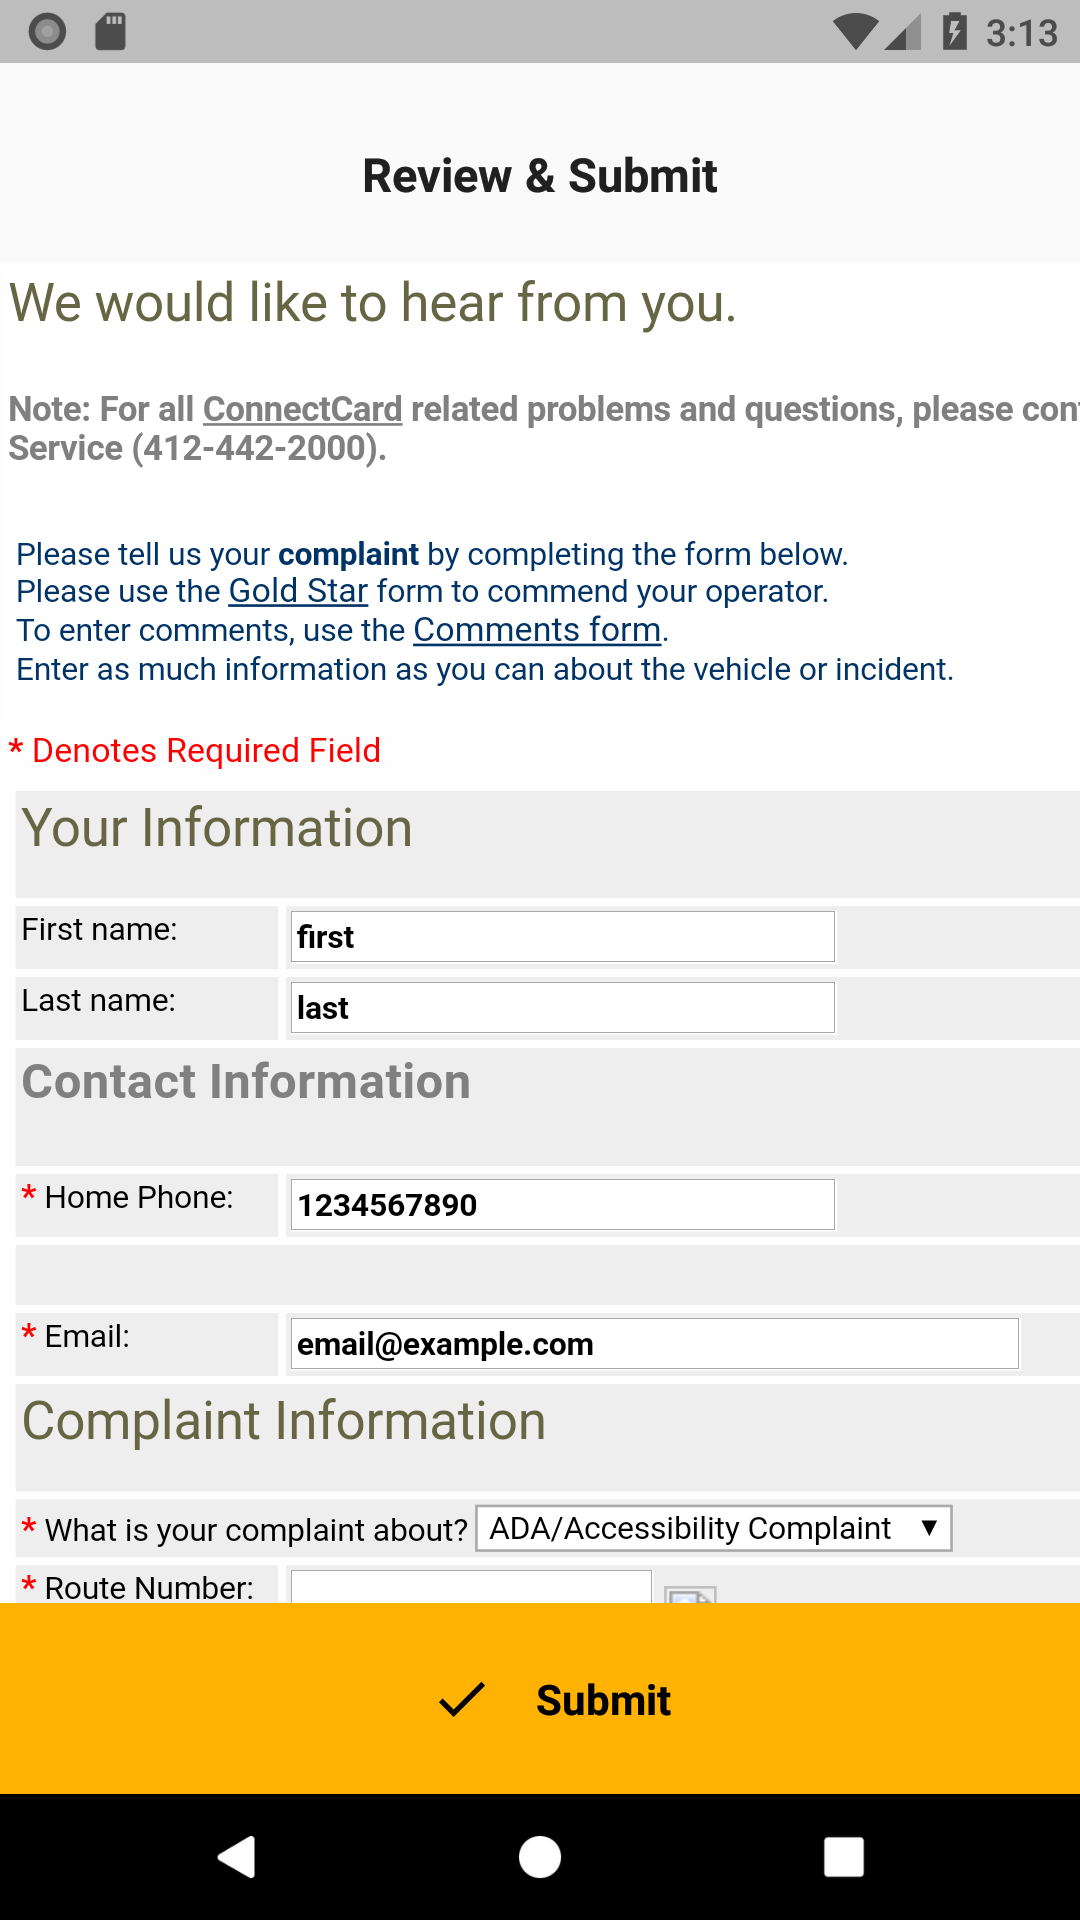 3:13
Review & Submit
We would like to hear from you.
Note: For all ConnectCard related problems and questions, please con
Service (412-442-2000).
Please tell us your complaint by completing the form below.
Please use the Gold Star form to commend your operator.
To enter comments, use the Comments form.
Enter as much information as you can about the vehicle or incident.
* Denotes Required Field
Your Information
First name: first
Last name: last
Contact Information
* Home Phone: 1234567890
* Email: email@example.com
Complaint Information
* What is your complaint about? ADA/Accessibility Complaint
* Route Number:
Submit